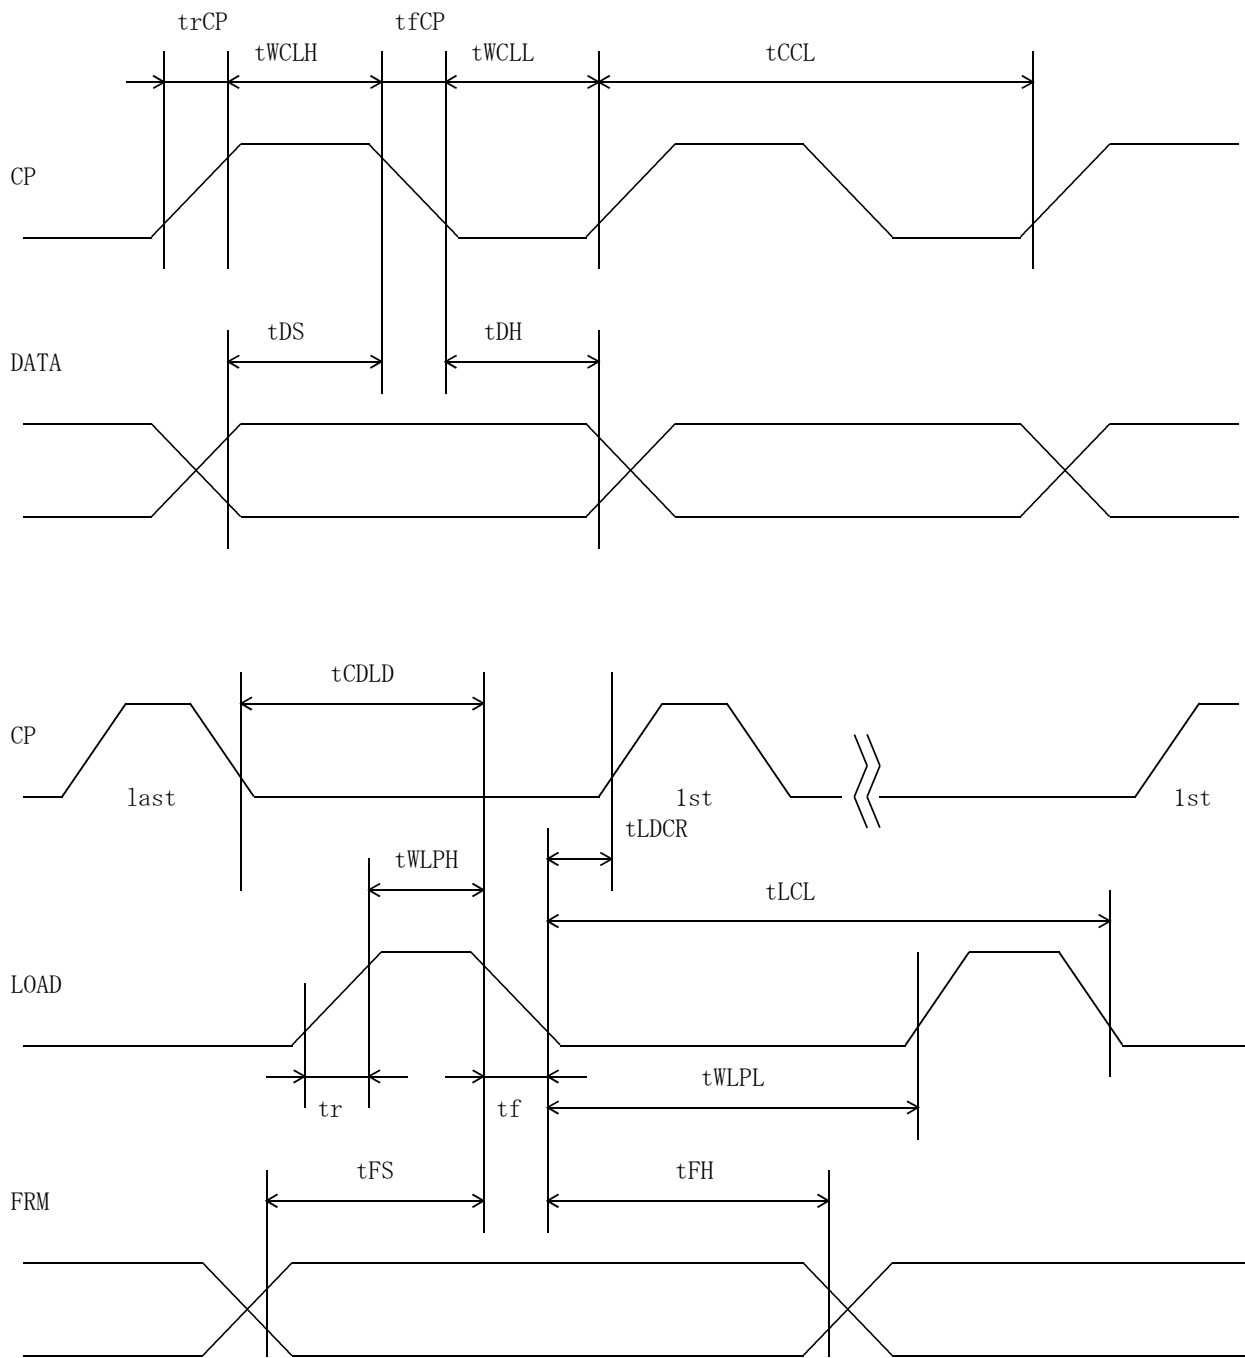 trCP tfCP
tWCLH tWCLL tCCL
CP
tDS tDH
DATA
tCDLD
CP
last 1st 1st
tLDCR
tWLPH
tLCL
LOAD
tWLPL
tr tf
tFS tFH
FRM